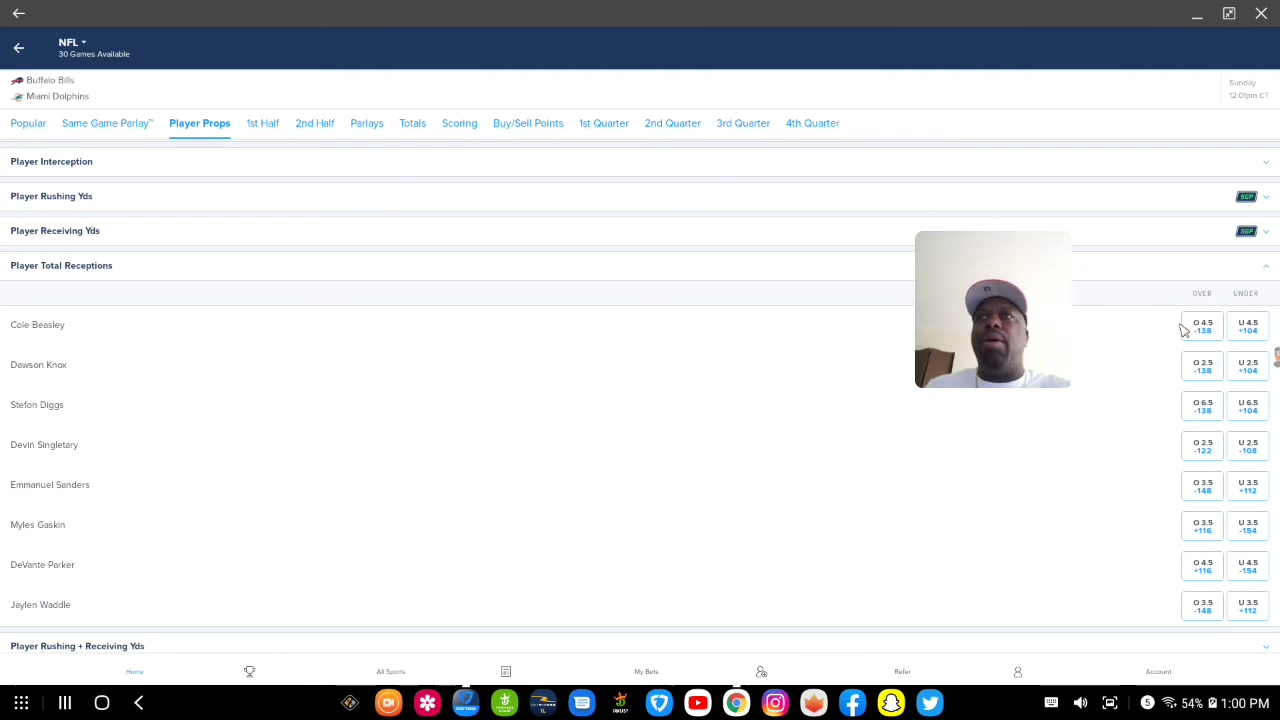 NFL
30 Games Available
Buffalo Bills
Miami Dolphins
Sunday
12:01pm CT
Popular Same Game Parlay™ Player Props 1st Half 2nd Half Parlays Totals Scoring Buy/Sell Points 1st Quarter 2nd Quarter 3rd Quarter 4th Quarter
Player Interception
Player Rushing Yds SGP
Player Receiving Yds SGP
Player Total Receptions
OVER UNDER
Cole Beasley O 4.5 -138 U 4.5 +104
Dawson Knox O 2.5 -138 U 2.5 +104
Stefon Diggs O 6.5 -138 U 6.5 +104
Devin Singletary O 2.5 -122 U 2.5 -108
Emmanuel Sanders O 3.5 -148 U 3.5 +112
Myles Gaskin O 3.5 +116 U 3.5 -154
DeVante Parker O 4.5 +116 U 4.5 -154
Jaylen Waddle O 3.5 -148 U 3.5 +112
Player Rushing + Receiving Yds
Home All Sports My Bets Refer Account
5 54% 1:00 PM